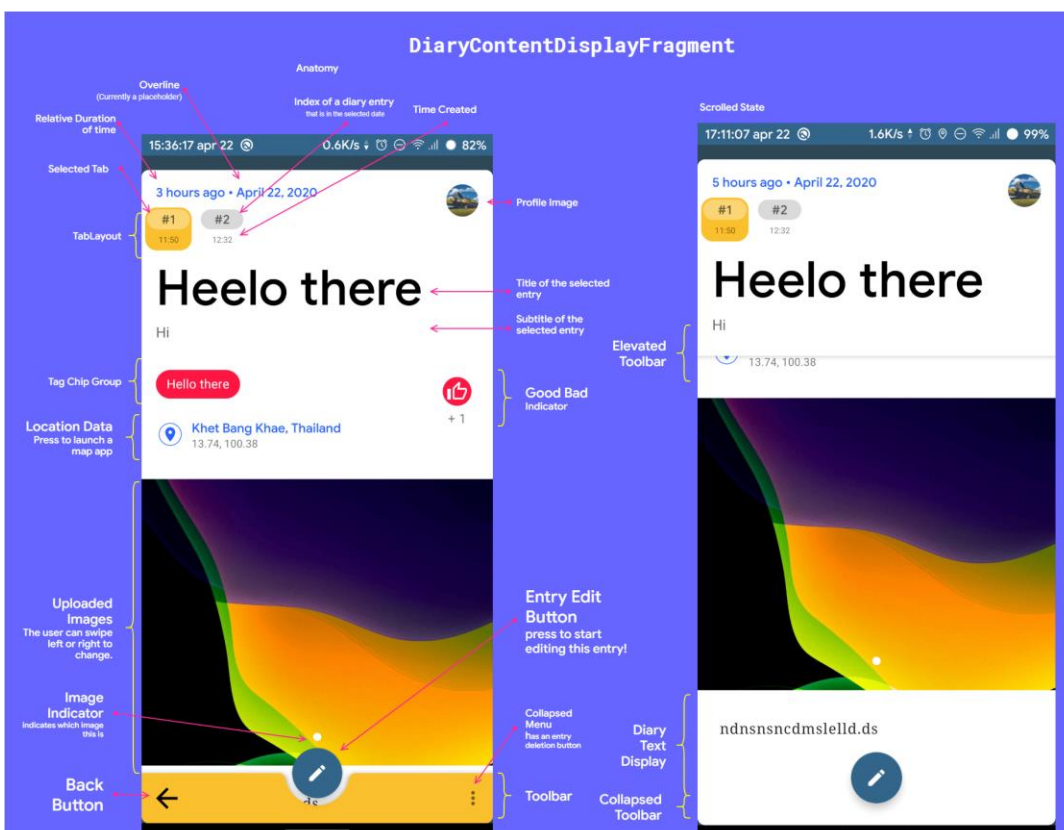 DiaryContentDisplayFragment
Anatomy
Overline
(Currently a placeholder)
Index of a diary entry
that is in the selected date
Time Created
Relative Duration
of time
Selected Tab
TabLayout
15:36:17 apr 22
0.6K/s
82%
3 hours ago • April 22, 2020
#1
#2
11:50
12:32
Heelo there
Hi
Hello there
+ 1
Khet Bang Khae, Thailand
13.74, 100.38
ds
Profile Image
Title of the selected
entry
Subtitle of the
selected entry
Tag Chip Group
Good Bad
Indicator
Location Data
Press to launch a
map app
Uploaded
Images
The user can swipe
left or right to
change.
Entry Edit
Button
press to start
editing this entry!
Image
Indicator
Indicates which image
this is
Collapsed
Menu
has an entry
deletion button
Back
Button
Toolbar
Scrolled State
17:11:07 apr 22
1.6K/s
99%
5 hours ago • April 22, 2020
#1
#2
11:50
12:32
Heelo there
Hi
Elevated
Toolbar
13.74, 100.38
ndnsnsncdmslelld.ds
Diary
Text
Display
Collapsed
Toolbar